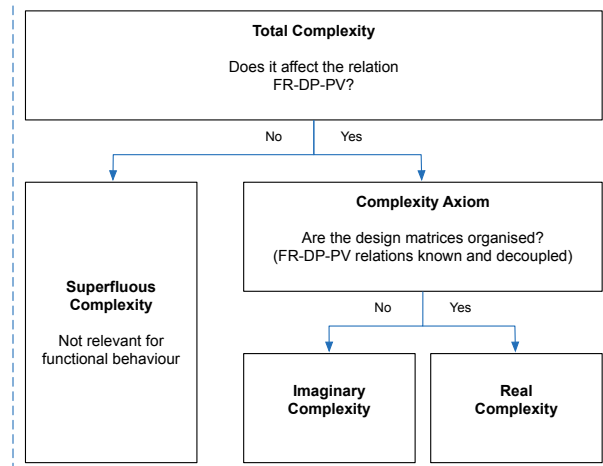 Total Complexity
Does it affect the relation
FR-DP-PV?
No
Yes
Superfluous
Complexity
Not relevant for
functional behaviour
Complexity Axiom
Are the design matrices organised?
(FR-DP-PV relations known and decoupled)
No
Yes
Imaginary
Complexity
Real
Complexity